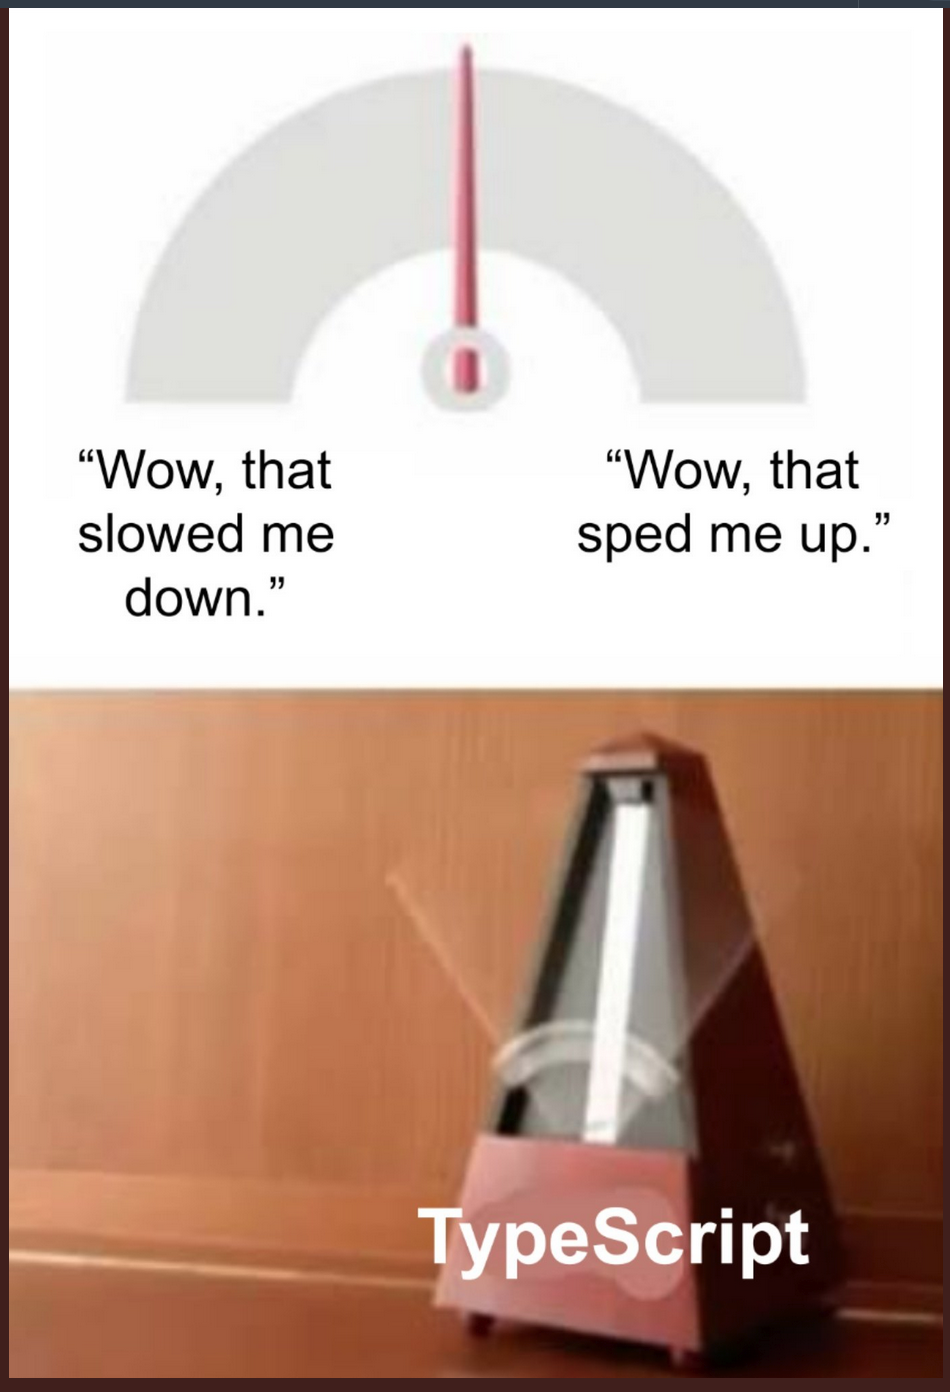 “Wow, that
slowed me
down.”
“Wow, that
sped me up.”
TypeScript